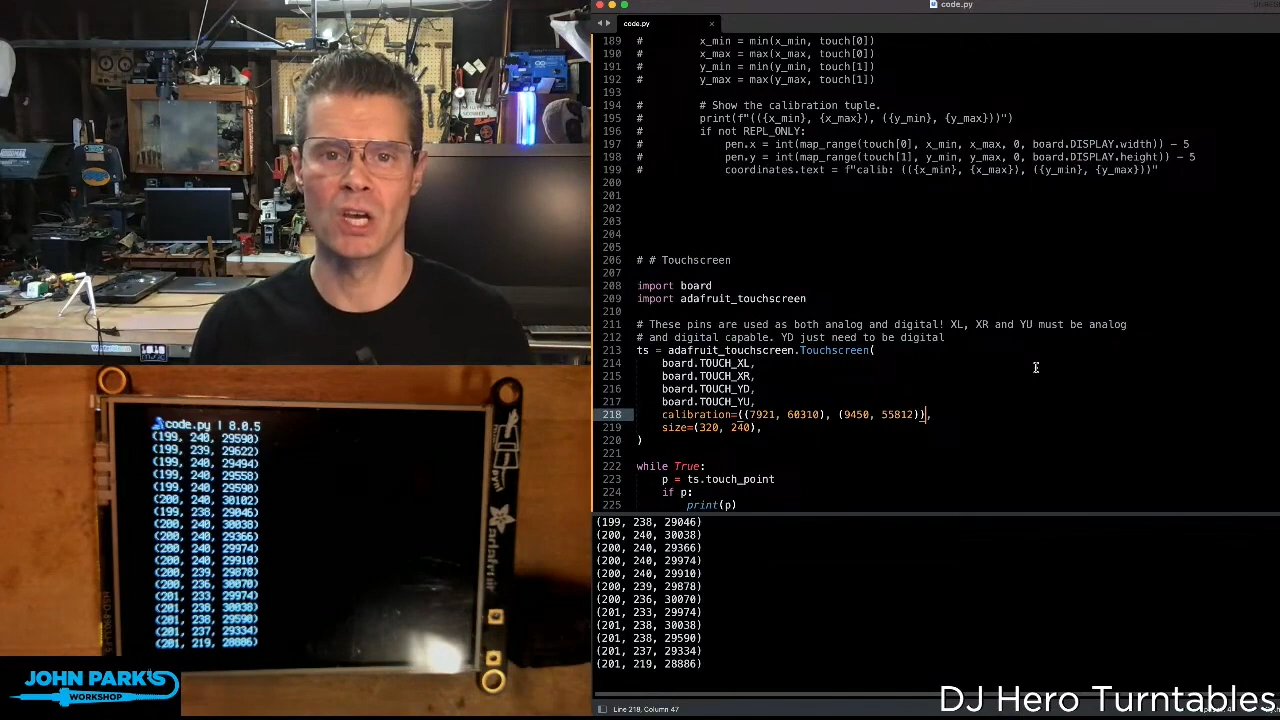 code.py
code.py
189 # x_min = min(x_min, touch[0])
190 # x_max = max(x_max, touch[0])
191 # y_min = min(y_min, touch[1])
192 # y_max = max(y_max, touch[1])
193
194 # # Show the calibration tuple.
195 # print(f"(({x_min}, {x_max}), ({y_min}, {y_max}))")
196 # if not REPL_ONLY:
197 # pen.x = int(map_range(touch[0], x_min, x_max, 0, board.DISPLAY.width)) - 5
198 # pen.y = int(map_range(touch[1], y_min, y_max, 0, board.DISPLAY.height)) - 5
199 # coordinates.text = f"calib: (({x_min}, {x_max}), ({y_min}, {y_max}))"
200
201
202
203
204
205
206 # # Touchscreen
207
208 import board
209 import adafruit_touchscreen
210
211 # These pins are used as both analog and digital! XL, XR and YU must be analog
212 # and digital capable. YD just need to be digital
213 ts = adafruit_touchscreen.Touchscreen(
214 board.TOUCH_XL,
215 board.TOUCH_XR,
216 board.TOUCH_YD,
217 board.TOUCH_YU,
218 calibration=((7921, 60310), (9450, 55812)),
219 size=(320, 240),
220 )
221
222 while True:
223 p = ts.touch_point
224 if p:
225 print(p)
(199, 238, 29046)
(200, 240, 30038)
(200, 240, 29366)
(200, 240, 29974)
(200, 240, 29910)
(200, 239, 29878)
(200, 236, 30070)
(201, 233, 29974)
(201, 238, 30038)
(201, 238, 29590)
(201, 237, 29334)
(201, 219, 28886)
Line 218, Column 47
code.py | 8.0.5
(199, 240, 29590)
(199, 239, 29622)
(199, 240, 29494)
(199, 240, 29558)
(199, 240, 29590)
(200, 240, 30102)
(199, 238, 29046)
(200, 240, 30038)
(200, 240, 29366)
(200, 240, 29974)
(200, 240, 29910)
(200, 239, 29878)
(200, 236, 30070)
(201, 233, 29974)
(201, 238, 30038)
(201, 238, 29590)
(201, 237, 29334)
(201, 219, 28886)
adafruit
JOHN PARK'S
WORKSHOP
DJ Hero Turntables